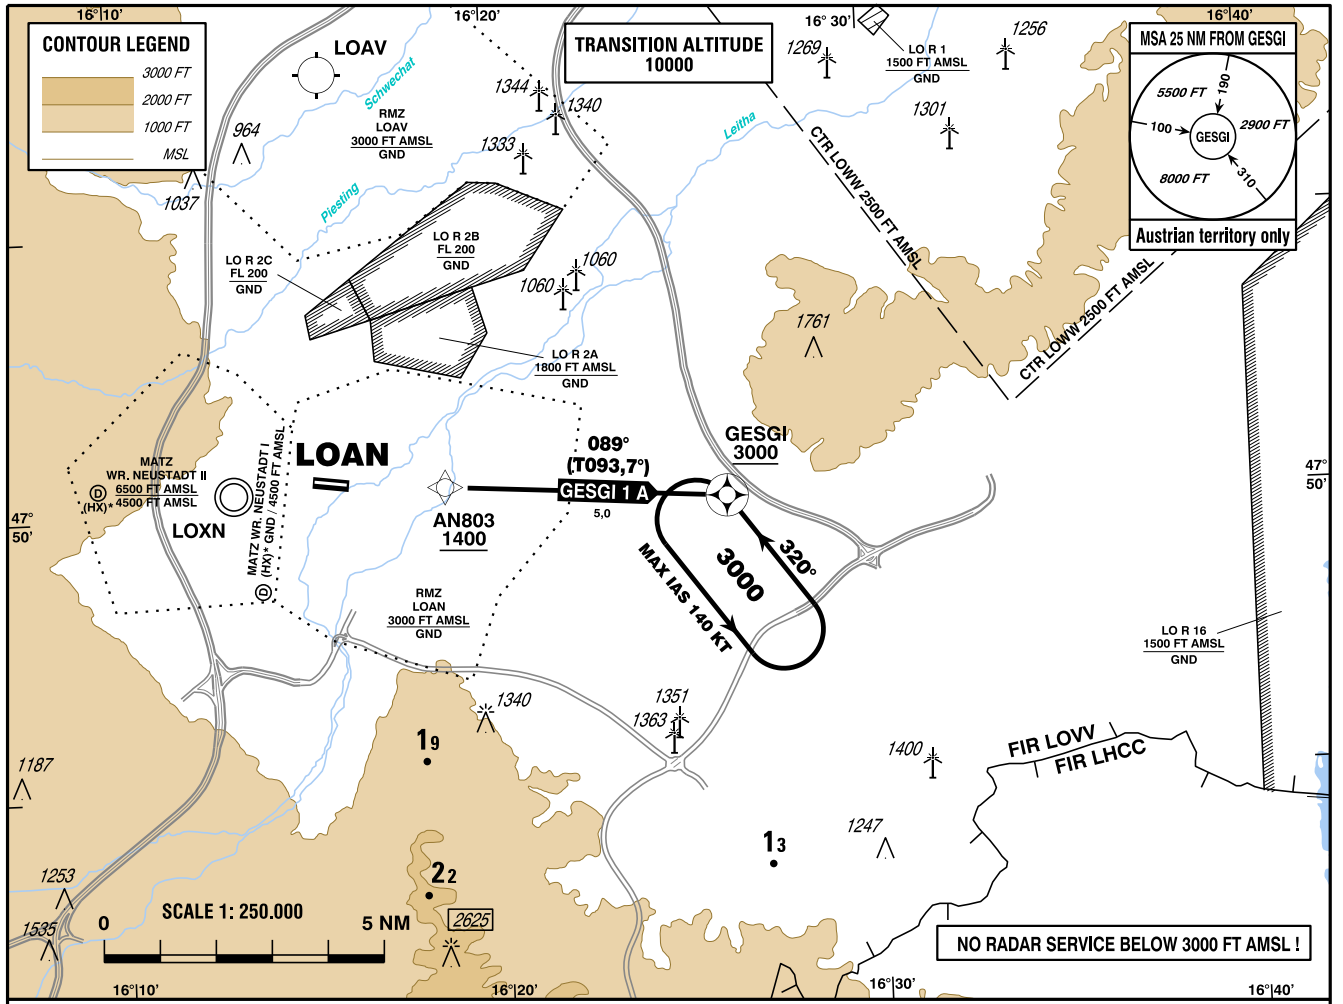 16°10'
16°20'
16°30'
16°40'
CONTOUR LEGEND
3000 FT
2000 FT
1000 FT
MSL
LOAV
Schwechat
TRANSITION ALTITUDE
10000
1269
LO R 1
1500 FT AMSL
GND
1256
MSA 25 NM FROM GESGI
5500 FT
190
100
2900 FT
GESGI
8000 FT
310
Austrian territory only
964
1037
RMZ
LOAV
3000 FT AMSL
GND
1344
1340
1333
Leitha
1301
Piesting
CTR LOWW 2500 FT AMSL
CTR LOWW 2500 FT AMSL
LO R 2B
FL 200
GND
LO R 2C
FL 200
GND
1060
1060
1761
LO R 2A
1800 FT AMSL
GND
MATZ
WR. NEUSTADT II
6500 FT AMSL
4500 FT AMSL
D
(HX)*
LOXN
MATZ WR. NEUSTADT I
(HX)* GND / 4500 FT AMSL
D
LOAN
089°
(T093,7°)
GESGI 1 A
5,0
GESGI
3000
AN803
1400
47°
50'
47°
50'
320°
3000
MAX IAS 140 KT
RMZ
LOAN
3000 FT AMSL
GND
LO R 16
1500 FT AMSL
GND
1340
1351
1363
19
1187
1400
FIR LOVV
FIR LHCC
1247
13
1253
22
1535
SCALE 1: 250.000
0
5 NM
2625
NO RADAR SERVICE BELOW 3000 FT AMSL !
16°10'
16°20'
16°30'
16°40'